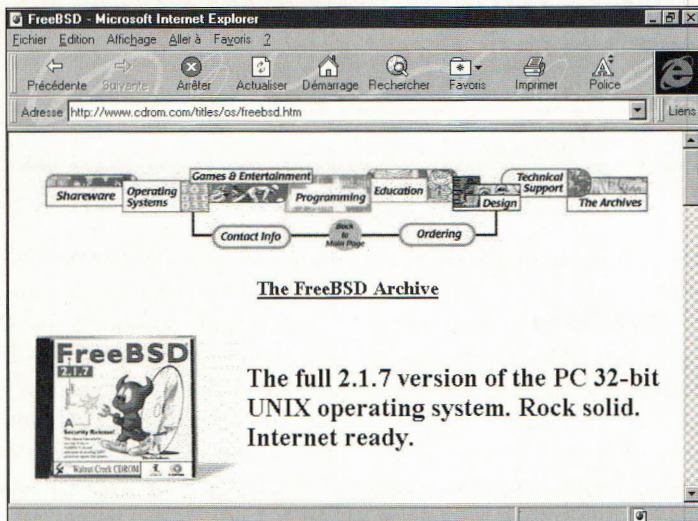 FreeBSD - Microsoft Internet Explorer
Fichier Edition Affichage Aller à Favoris ?
Précédente Suivante Arrêter Actualiser Démarrage Rechercher Favoris Imprimer Police
Adresse http://www.cdrom.com/titles/os/freebsd.htm Liens
Shareware Operating Systems Games & Entertainment Programming Education Design Technical Support The Archives
Contact Info Back to Main Page Ordering
The FreeBSD Archive
FreeBSD
2.1.7
A
Security Release!
Walnut Creek CDROM
The full 2.1.7 version of the PC 32-bit
UNIX operating system. Rock solid.
Internet ready.